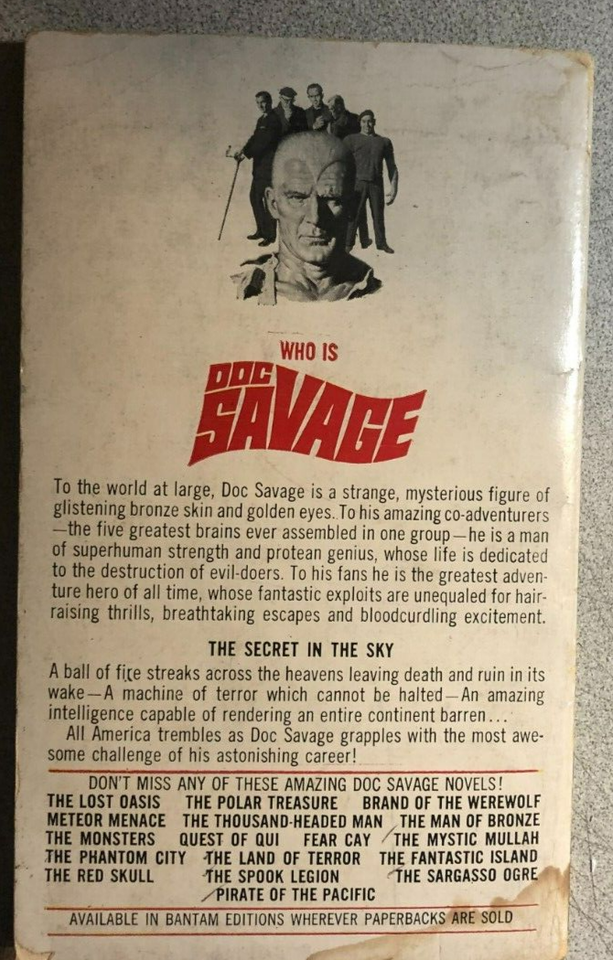 WHO IS
DOC
SAVAGE
To the world at large, Doc Savage is a strange, mysterious figure of
glistening bronze skin and golden eyes. To his amazing co-adventurers
—the five greatest brains ever assembled in one group—he is a man
of superhuman strength and protean genius, whose life is dedicated
to the destruction of evil-doers. To his fans he is the greatest adven-
ture hero of all time, whose fantastic exploits are unequaled for hair-
raising thrills, breathtaking escapes and bloodcurdling excitement.
THE SECRET IN THE SKY
A ball of fire streaks across the heavens leaving death and ruin in its
wake—A machine of terror which cannot be halted—An amazing
intelligence capable of rendering an entire continent barren...
All America trembles as Doc Savage grapples with the most awe-
some challenge of his astonishing career!
DON'T MISS ANY OF THESE AMAZING DOC SAVAGE NOVELS!
THE LOST OASIS THE POLAR TREASURE BRAND OF THE WEREWOLF
METEOR MENACE THE THOUSAND-HEADED MAN THE MAN OF BRONZE
THE MONSTERS QUEST OF QUI FEAR CAY THE MYSTIC MULLAH
THE PHANTOM CITY THE LAND OF TERROR THE FANTASTIC ISLAND
THE RED SKULL THE SPOOK LEGION THE SARGASSO OGRE
PIRATE OF THE PACIFIC
AVAILABLE IN BANTAM EDITIONS WHEREVER PAPERBACKS ARE SOLD